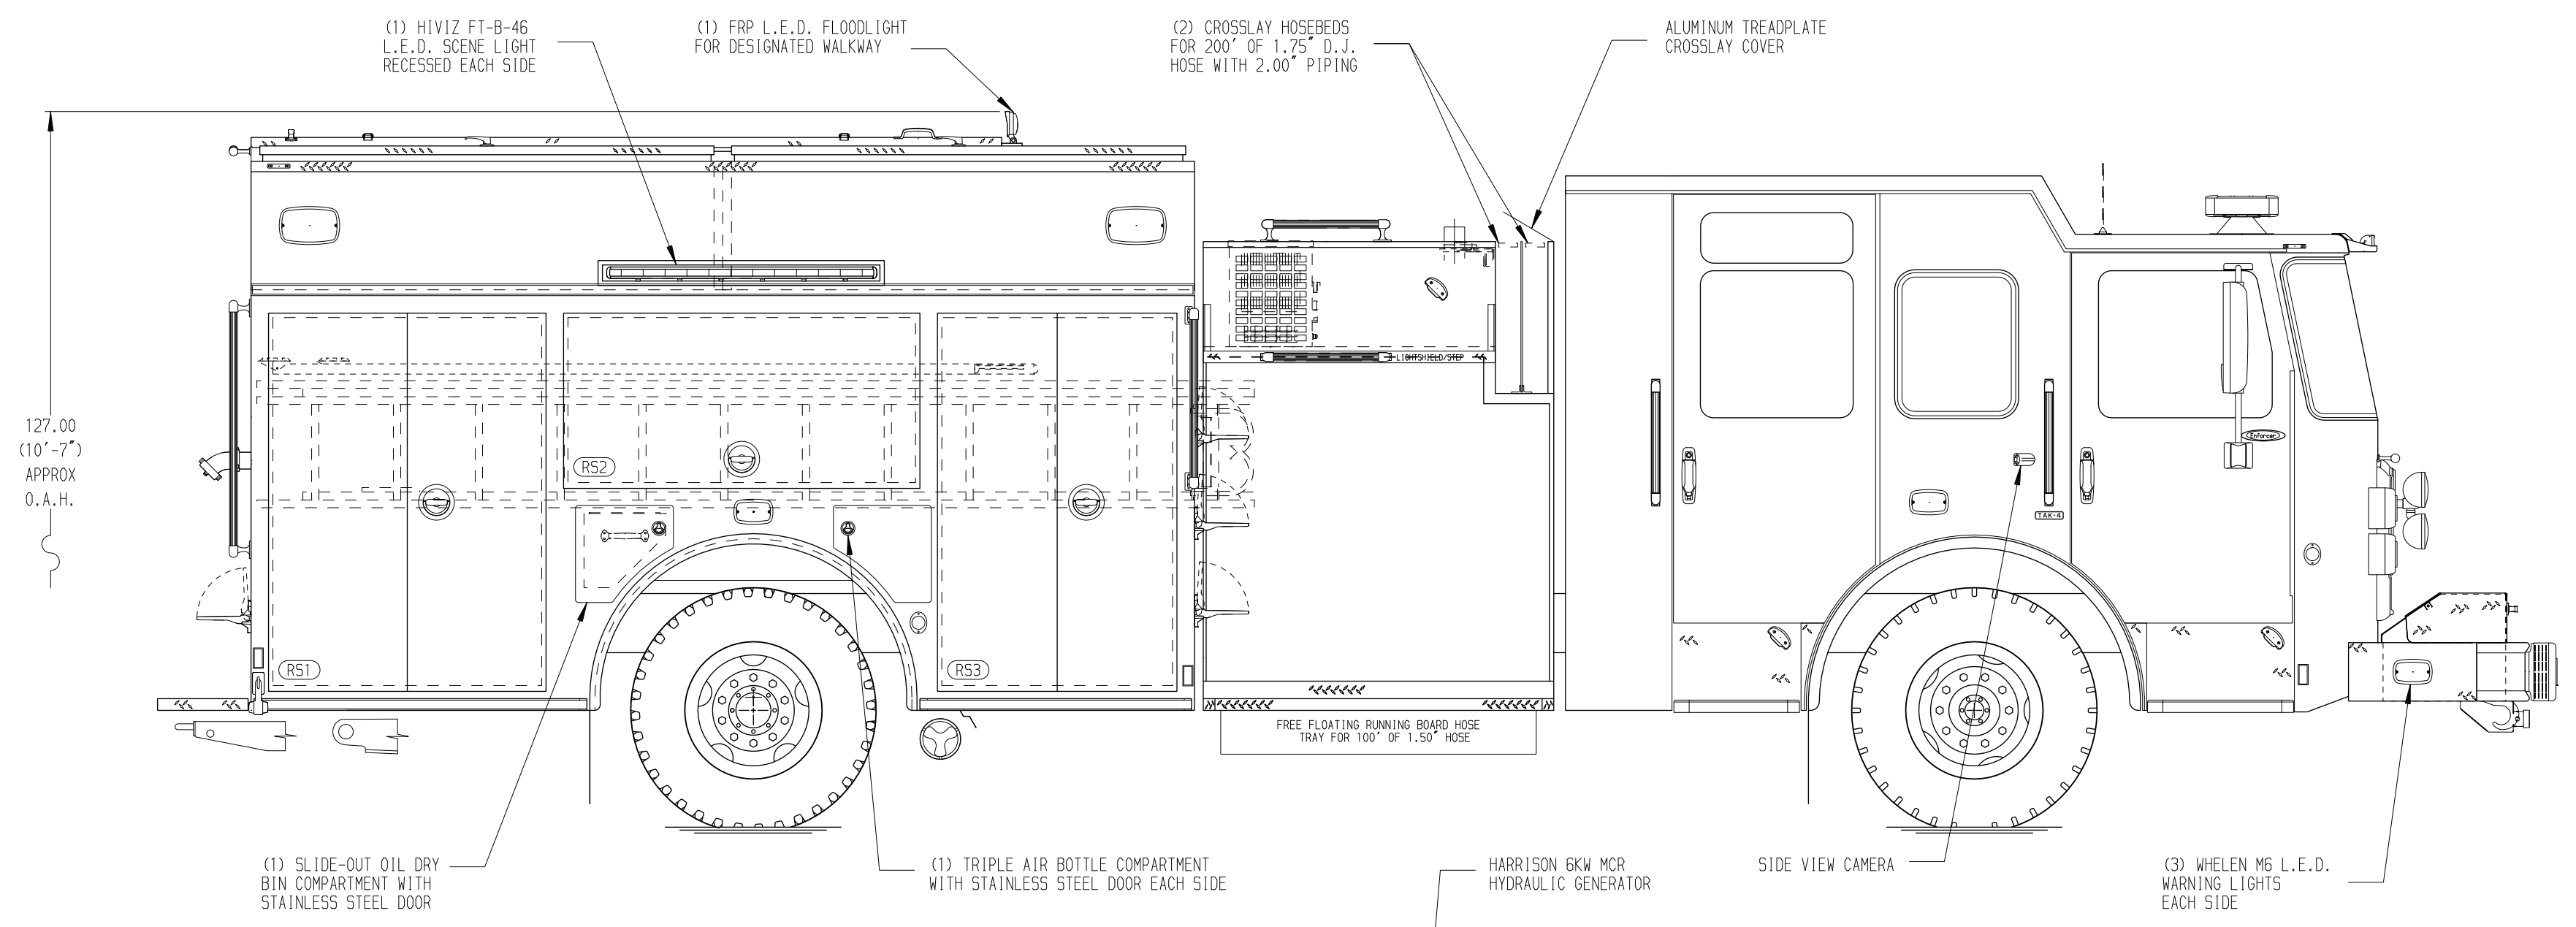 (1) HIVIZ FT-B-46
L.E.D. SCENE LIGHT
RECESSED EACH SIDE
(1) FRP L.E.D. FLOODLIGHT
FOR DESIGNATED WALKWAY
(2) CROSSLAY HOSEBEDS
FOR 200' OF 1.75" D.J.
HOSE WITH 2.00" PIPING
ALUMINUM TREADPLATE
CROSSLAY COVER
127.00
(10'-7")
APPROX
O.A.H.
LIGHTSHIELD/STEP
Enforcer
RS2
TAK-4
RS1
RS3
FREE FLOATING RUNNING BOARD HOSE
TRAY FOR 100' OF 1.50" HOSE
(1) SLIDE-OUT OIL DRY
BIN COMPARTMENT WITH
STAINLESS STEEL DOOR
(1) TRIPLE AIR BOTTLE COMPARTMENT
WITH STAINLESS STEEL DOOR EACH SIDE
HARRISON 6KW MCR
HYDRAULIC GENERATOR
SIDE VIEW CAMERA
(3) WHELEN M6 L.E.D.
WARNING LIGHTS
EACH SIDE